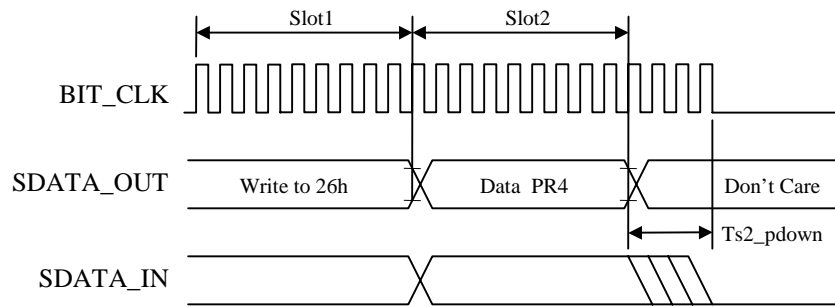 Slot1 Slot2
BIT_CLK
SDATA_OUT Write to 26h Data PR4 Don't Care
Ts2_pdown
SDATA_IN